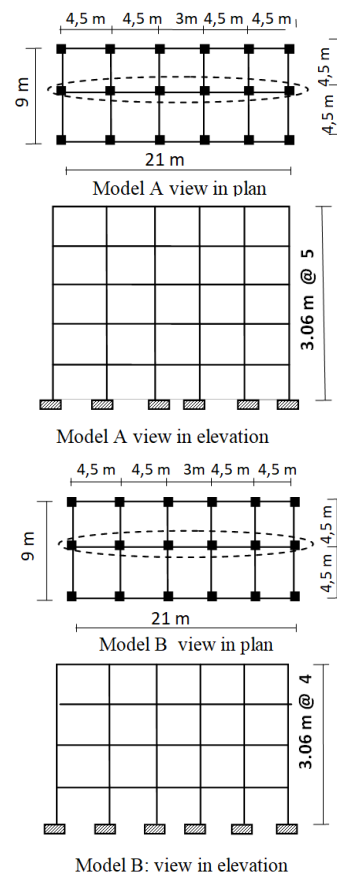 4,5 m 4,5 m 3m 4,5 m 4,5 m
9 m
4,5 m
4,5 m
21 m
Model A view in plan
3.06 m @ 5
Model A view in elevation
4,5 m 4,5 m 3m 4,5 m 4,5 m
9 m
4,5 m
4,5 m
21 m
Model B view in plan
3.06 m @ 4
Model B: view in elevation